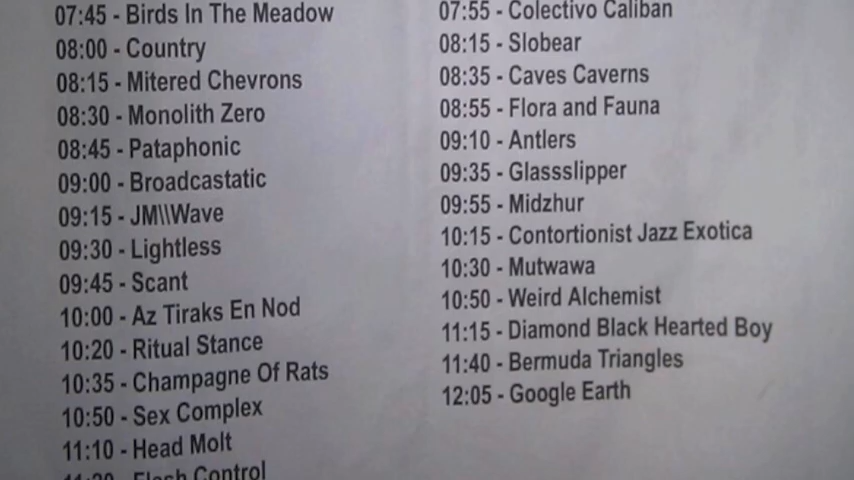 07:45 - Birds In The Meadow
08:00 - Country
08:15 - Mitered Chevrons
08:30 - Monolith Zero
08:45 - Pataphonic
09:00 - Broadcastatic
09:15 - JM\\Wave
09:30 - Lightless
09:45 - Scant
10:00 - Az Tiraks En Nod
10:20 - Ritual Stance
10:35 - Champagne Of Rats
10:50 - Sex Complex
11:10 - Head Molt
Flesh Control
07:55 - Colectivo Caliban
08:15 - Slobear
08:35 - Caves Caverns
08:55 - Flora and Fauna
09:10 - Antlers
09:35 - Glassslipper
09:55 - Midzhur
10:15 - Contortionist Jazz Exotica
10:30 - Mutwawa
10:50 - Weird Alchemist
11:15 - Diamond Black Hearted Boy
11:40 - Bermuda Triangles
12:05 - Google Earth